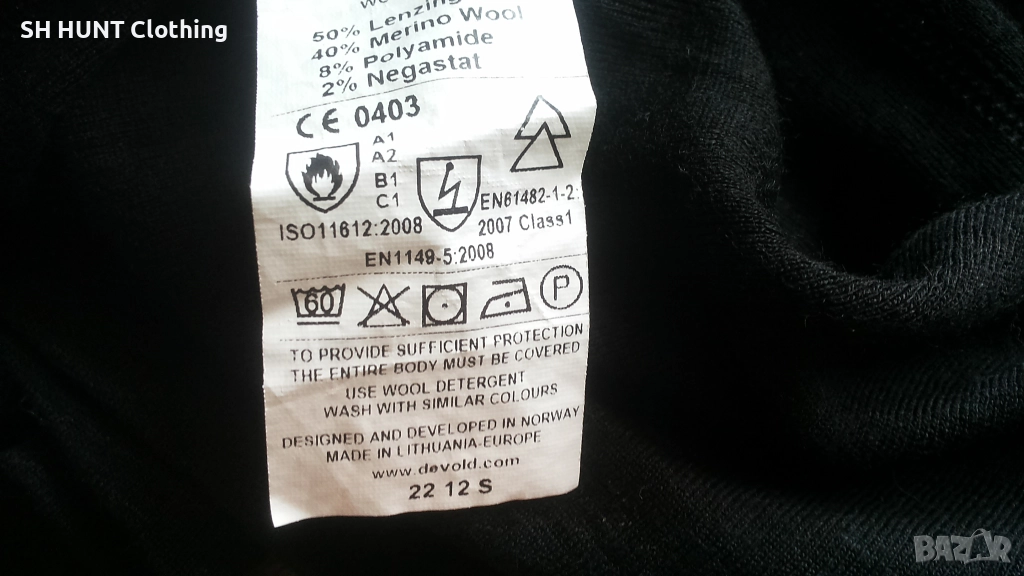 SH HUNT Clothing
50% Lenzing
40% Merino Wool
8% Polyamide
2% Negastat
CE 0403
A1
A2
B1
C1
EN61482-1-2:
2007 Class1
ISO11612:2008
EN1149-5:2008
60
P
TO PROVIDE SUFFICIENT PROTECTION
THE ENTIRE BODY MUST BE COVERED
USE WOOL DETERGENT
WASH WITH SIMILAR COLOURS
DESIGNED AND DEVELOPED IN NORWAY
MADE IN LITHUANIA-EUROPE
www.devold.com
22 12 S
BAZAR